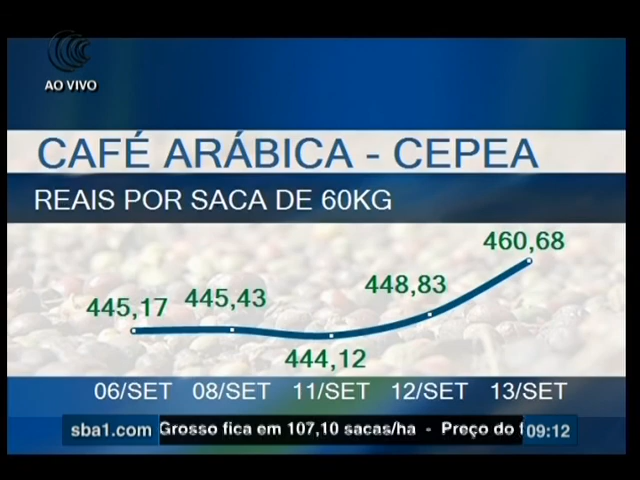 AO VIVO
CAFÉ ARÁBICA - CEPEA
REAIS POR SACA DE 60KG
445,17 445,43 444,12 448,83 460,68
06/SET 08/SET 11/SET 12/SET 13/SET
sba1.com Grosso fica em 107,10 sacas/ha - Preço do 09:12